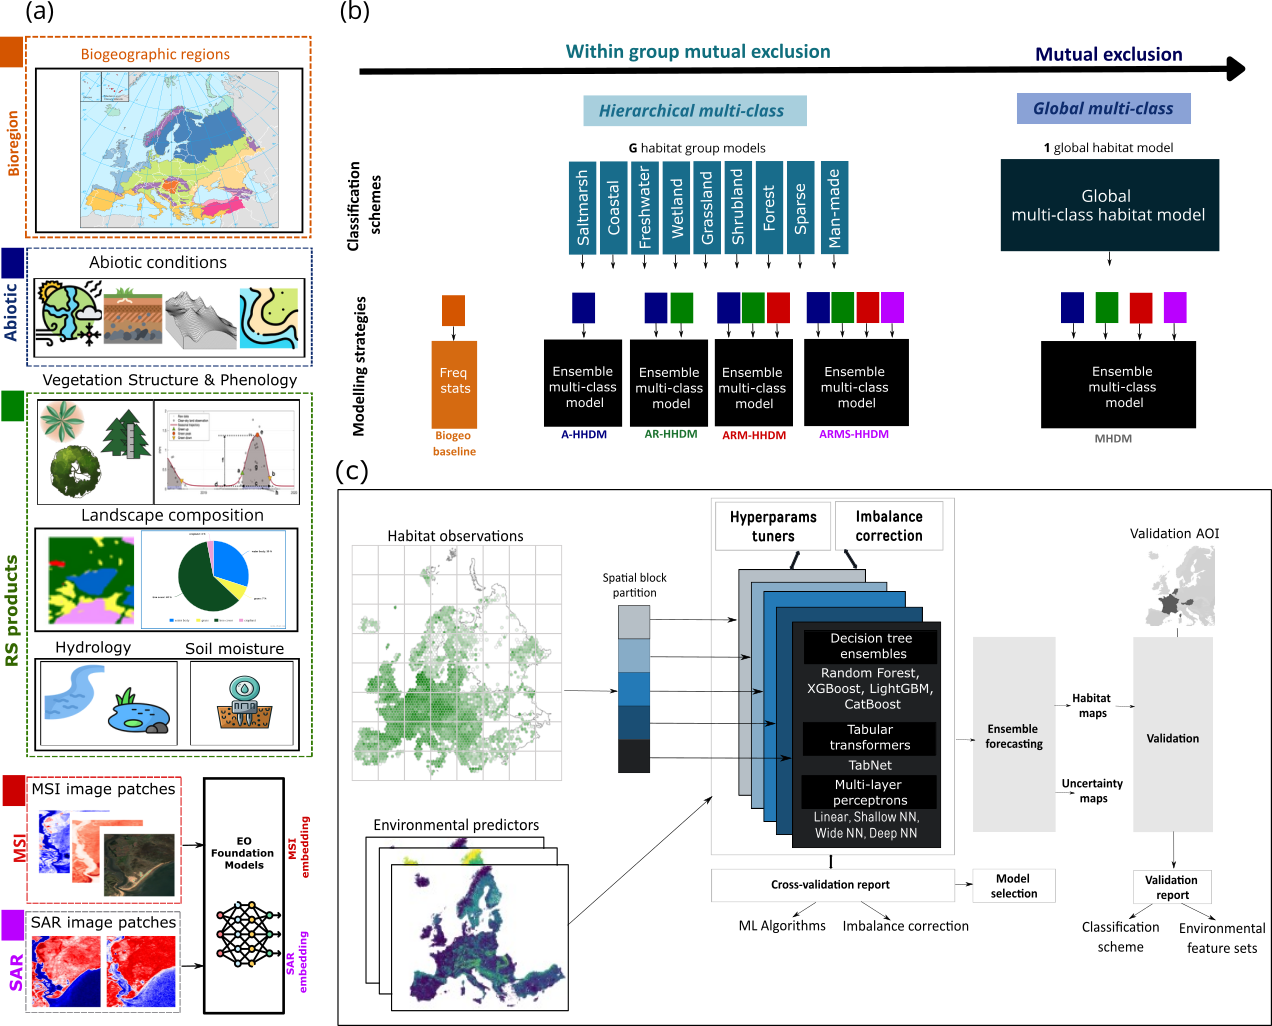 (a)
Biogeographic regions
Bioregion
Abiotic conditions
Abiotic
Vegetation Structure & Phenology
Landscape composition
Hydrology
Soil moisture
RS products
MSI image patches
MSI
SAR image patches
SAR
EO
Foundation
Models
MSI
embedding
SAR
embedding
(b)
Within group mutual exclusion
Mutual exclusion
Hierarchical multi-class
Global multi-class
Classification
schemes
G habitat group models
1 global habitat model
Saltmarsh
Coastal
Freshwater
Wetland
Grassland
Shrubland
Forest
Sparse
Man-made
Global
multi-class habitat model
Modelling strategies
Freq
stats
Ensemble
multi-class
model
Ensemble
multi-class
model
Ensemble
multi-class
model
Ensemble
multi-class
model
Ensemble
multi-class
model
Biogeo
baseline
A-HHDM
AR-HHDM
ARM-HHDM
ARMS-HHDM
MHDM
(c)
Habitat observations
Environmental predictors
Spatial block
partition
Hyperparams
tuners
Imbalance
correction
Decision tree
ensembles
Random Forest,
XGBoost, LightGBM,
CatBoost
Tabular
transformers
TabNet
Multi-layer
perceptrons
Linear, Shallow NN,
Wide NN, Deep NN
Cross-validation report
ML Algorithms
Imbalance correction
Model
selection
Ensemble
forecasting
Habitat
maps
Uncertainty
maps
Validation AOI
Validation
Validation
report
Classification
scheme
Environmental
feature sets